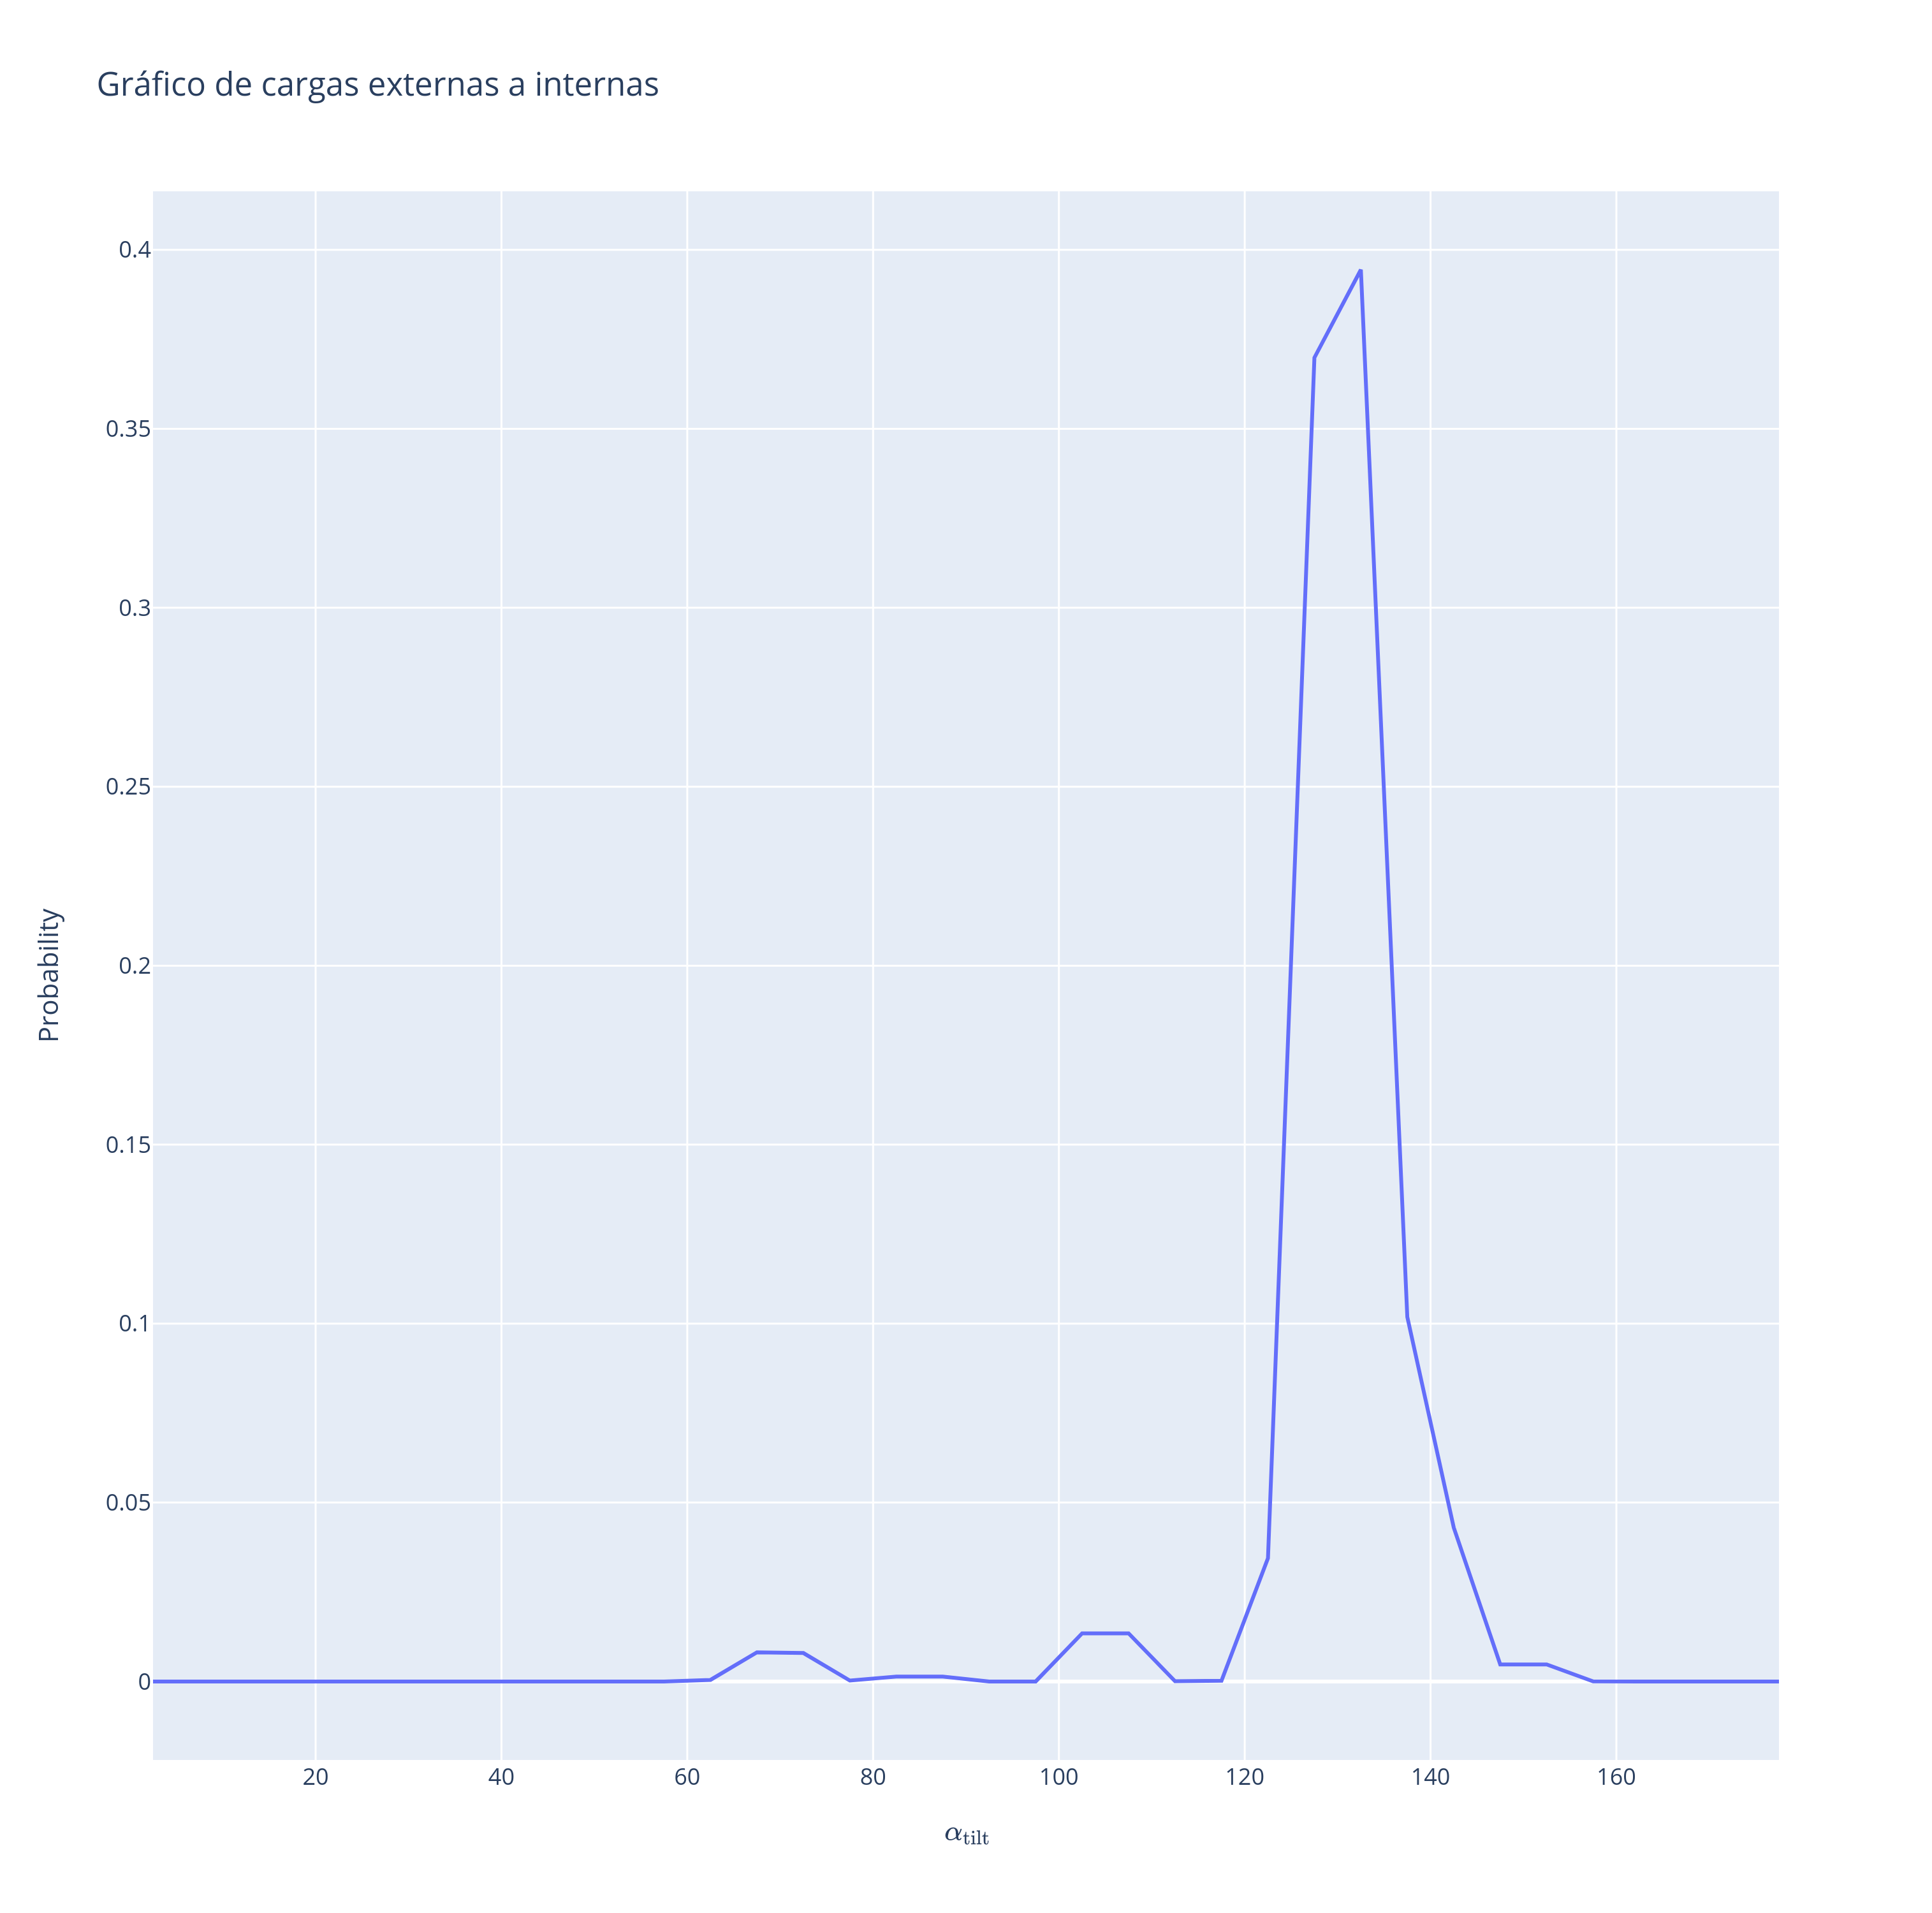 Gráfico de cargas externas a internas
0.4
0.35
0.3
0.25
0.2
0.15
0.1
0.05
0
Probability
20 40 60 80 100 120 140 160
α_tilt